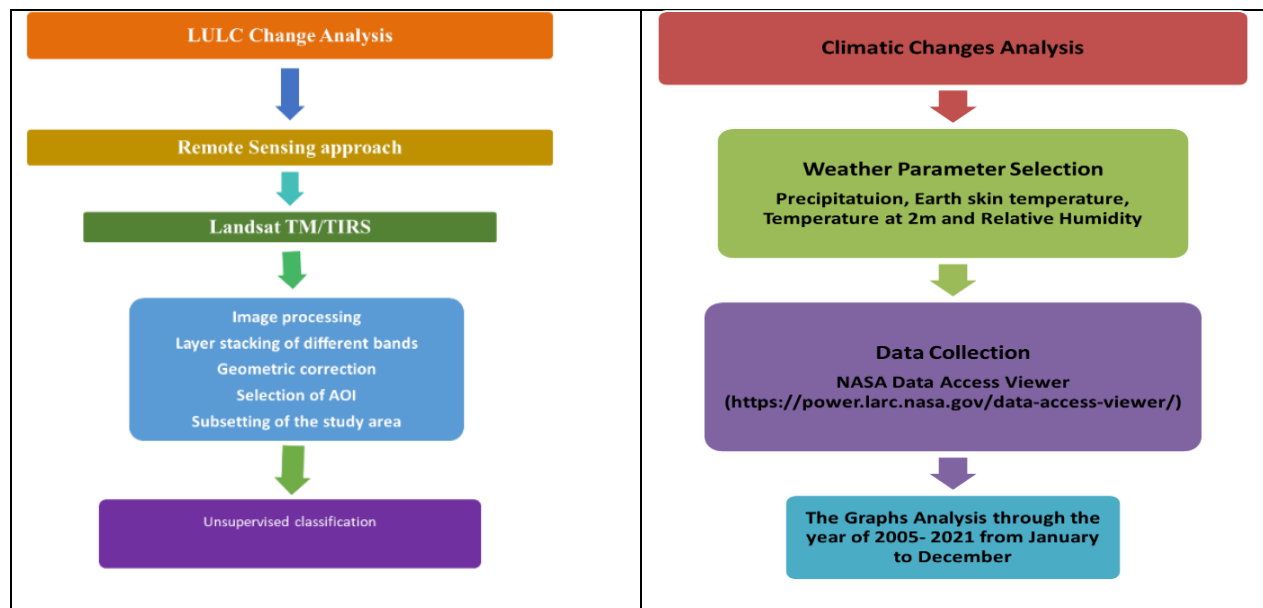 LULC Change Analysis
Remote Sensing approach
Landsat TM/TIRS
Image processing
Layer stacking of different bands
Geometric correction
Selection of AOI
Subsetting of the study area
Unsupervised classification
Climatic Changes Analysis
Weather Parameter Selection
Precipitatuion, Earth skin temperature,
Temperature at 2m and Relative Humidity
Data Collection
NASA Data Access Viewer
(https://power.larc.nasa.gov/data-access-viewer/)
The Graphs Analysis through the
year of 2005- 2021 from January
to December